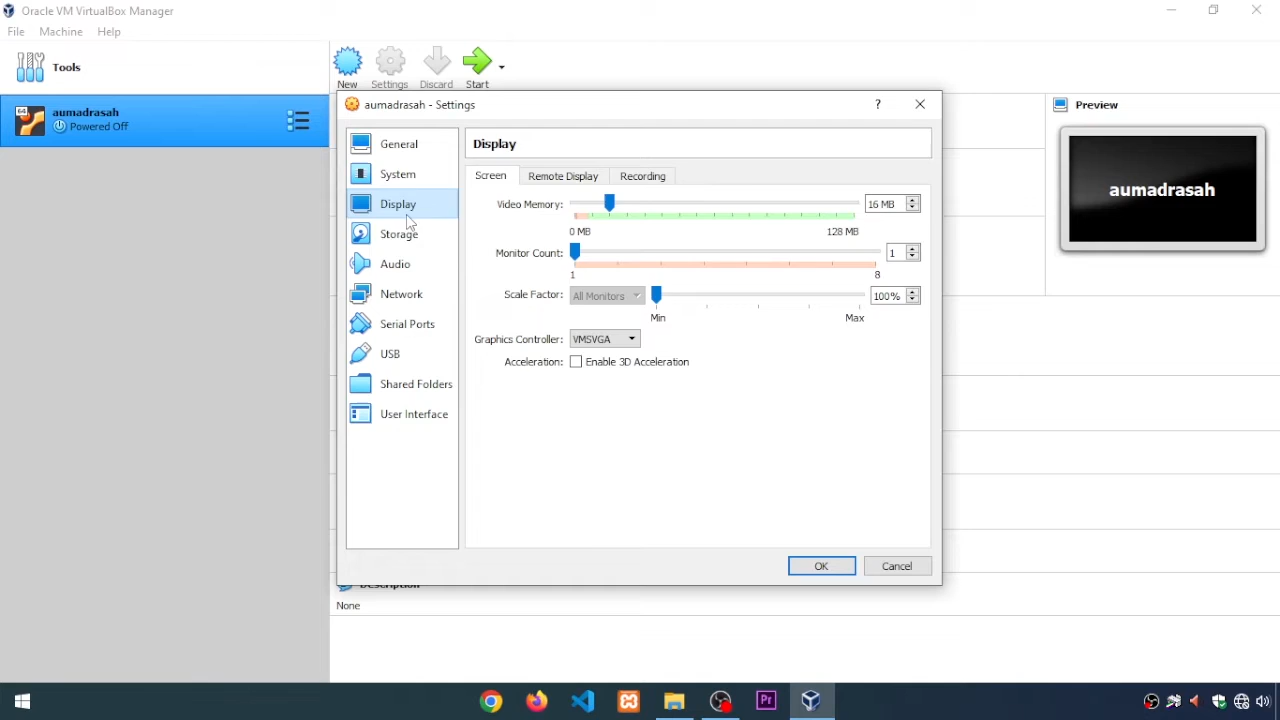 Oracle VM VirtualBox Manager
File Machine Help
Tools
New Settings Discard Start
64 aumadrasah
Powered Off
aumadrasah - Settings
?
General
System
Display
Storage
Audio
Network
Serial Ports
USB
Shared Folders
User Interface
Display
Screen Remote Display Recording
Video Memory: 16 MB
0 MB 128 MB
Monitor Count: 1
1 8
Scale Factor: All Monitors 100%
Min Max
Graphics Controller: VMSVGA
Acceleration: Enable 3D Acceleration
OK Cancel
Preview
aumadrasah
Description
None
Pr